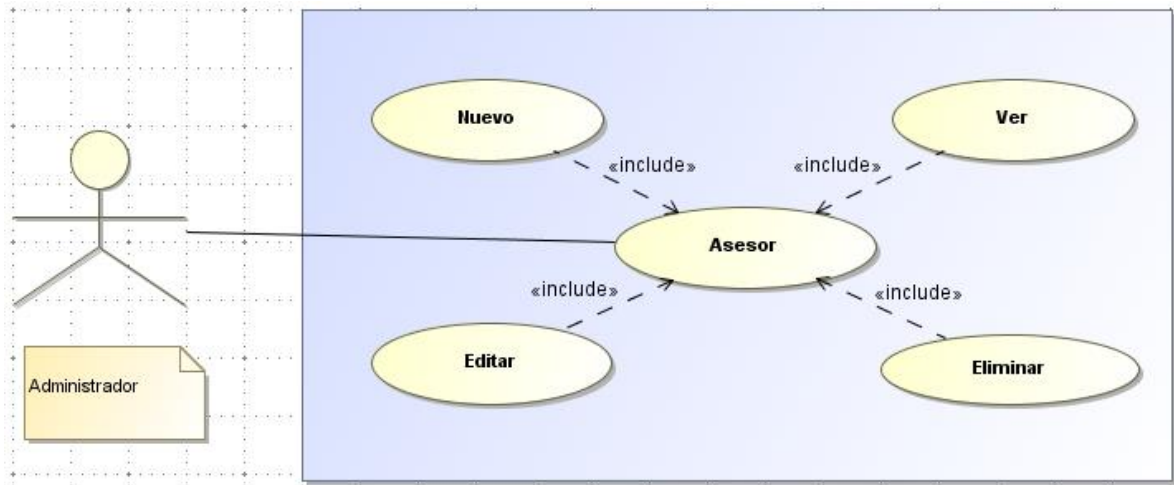 Nuevo
Ver
«include»
«include»
Asesor
«include»
«include»
Editar
Eliminar
Administrador